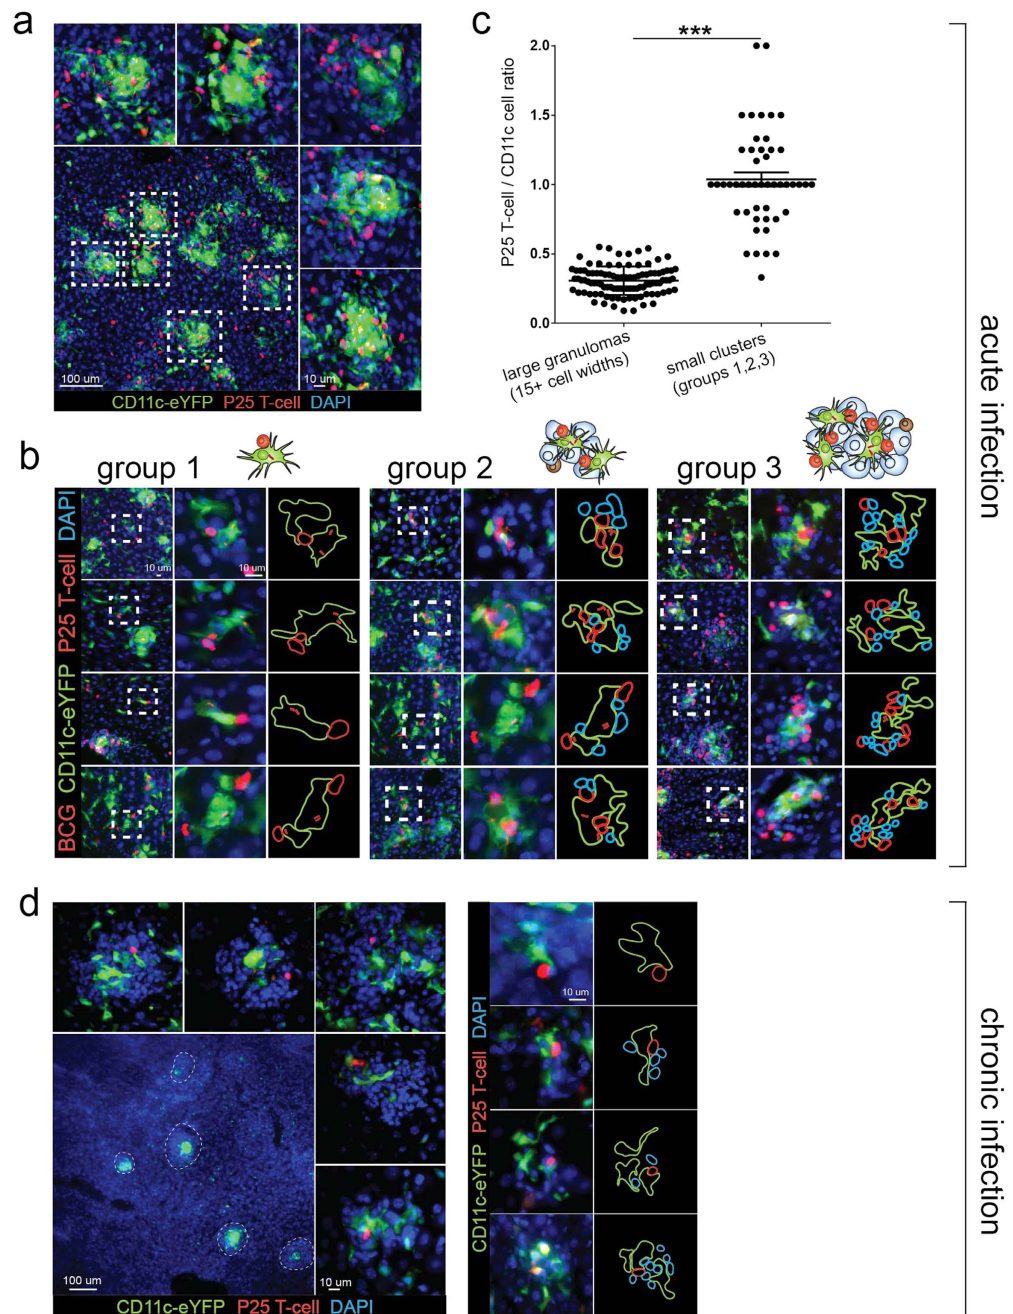 a
100 um
10 um
CD11c-eYFP P25 T-cell DAPI
c
***
P25 T-cell / CD11c cell ratio
2.0
1.5
1.0
0.5
0.0
large granulomas
(15+ cell widths)
small clusters
(groups 1,2,3)
acute infection
b
group 1
group 2
group 3
BCG CD11c-eYFP P25 T-cell DAPI
10 um
10 um
d
100 um
10 um
CD11c-eYFP P25 T-cell DAPI
CD11c-eYFP P25 T-cell DAPI
10 um
chronic infection